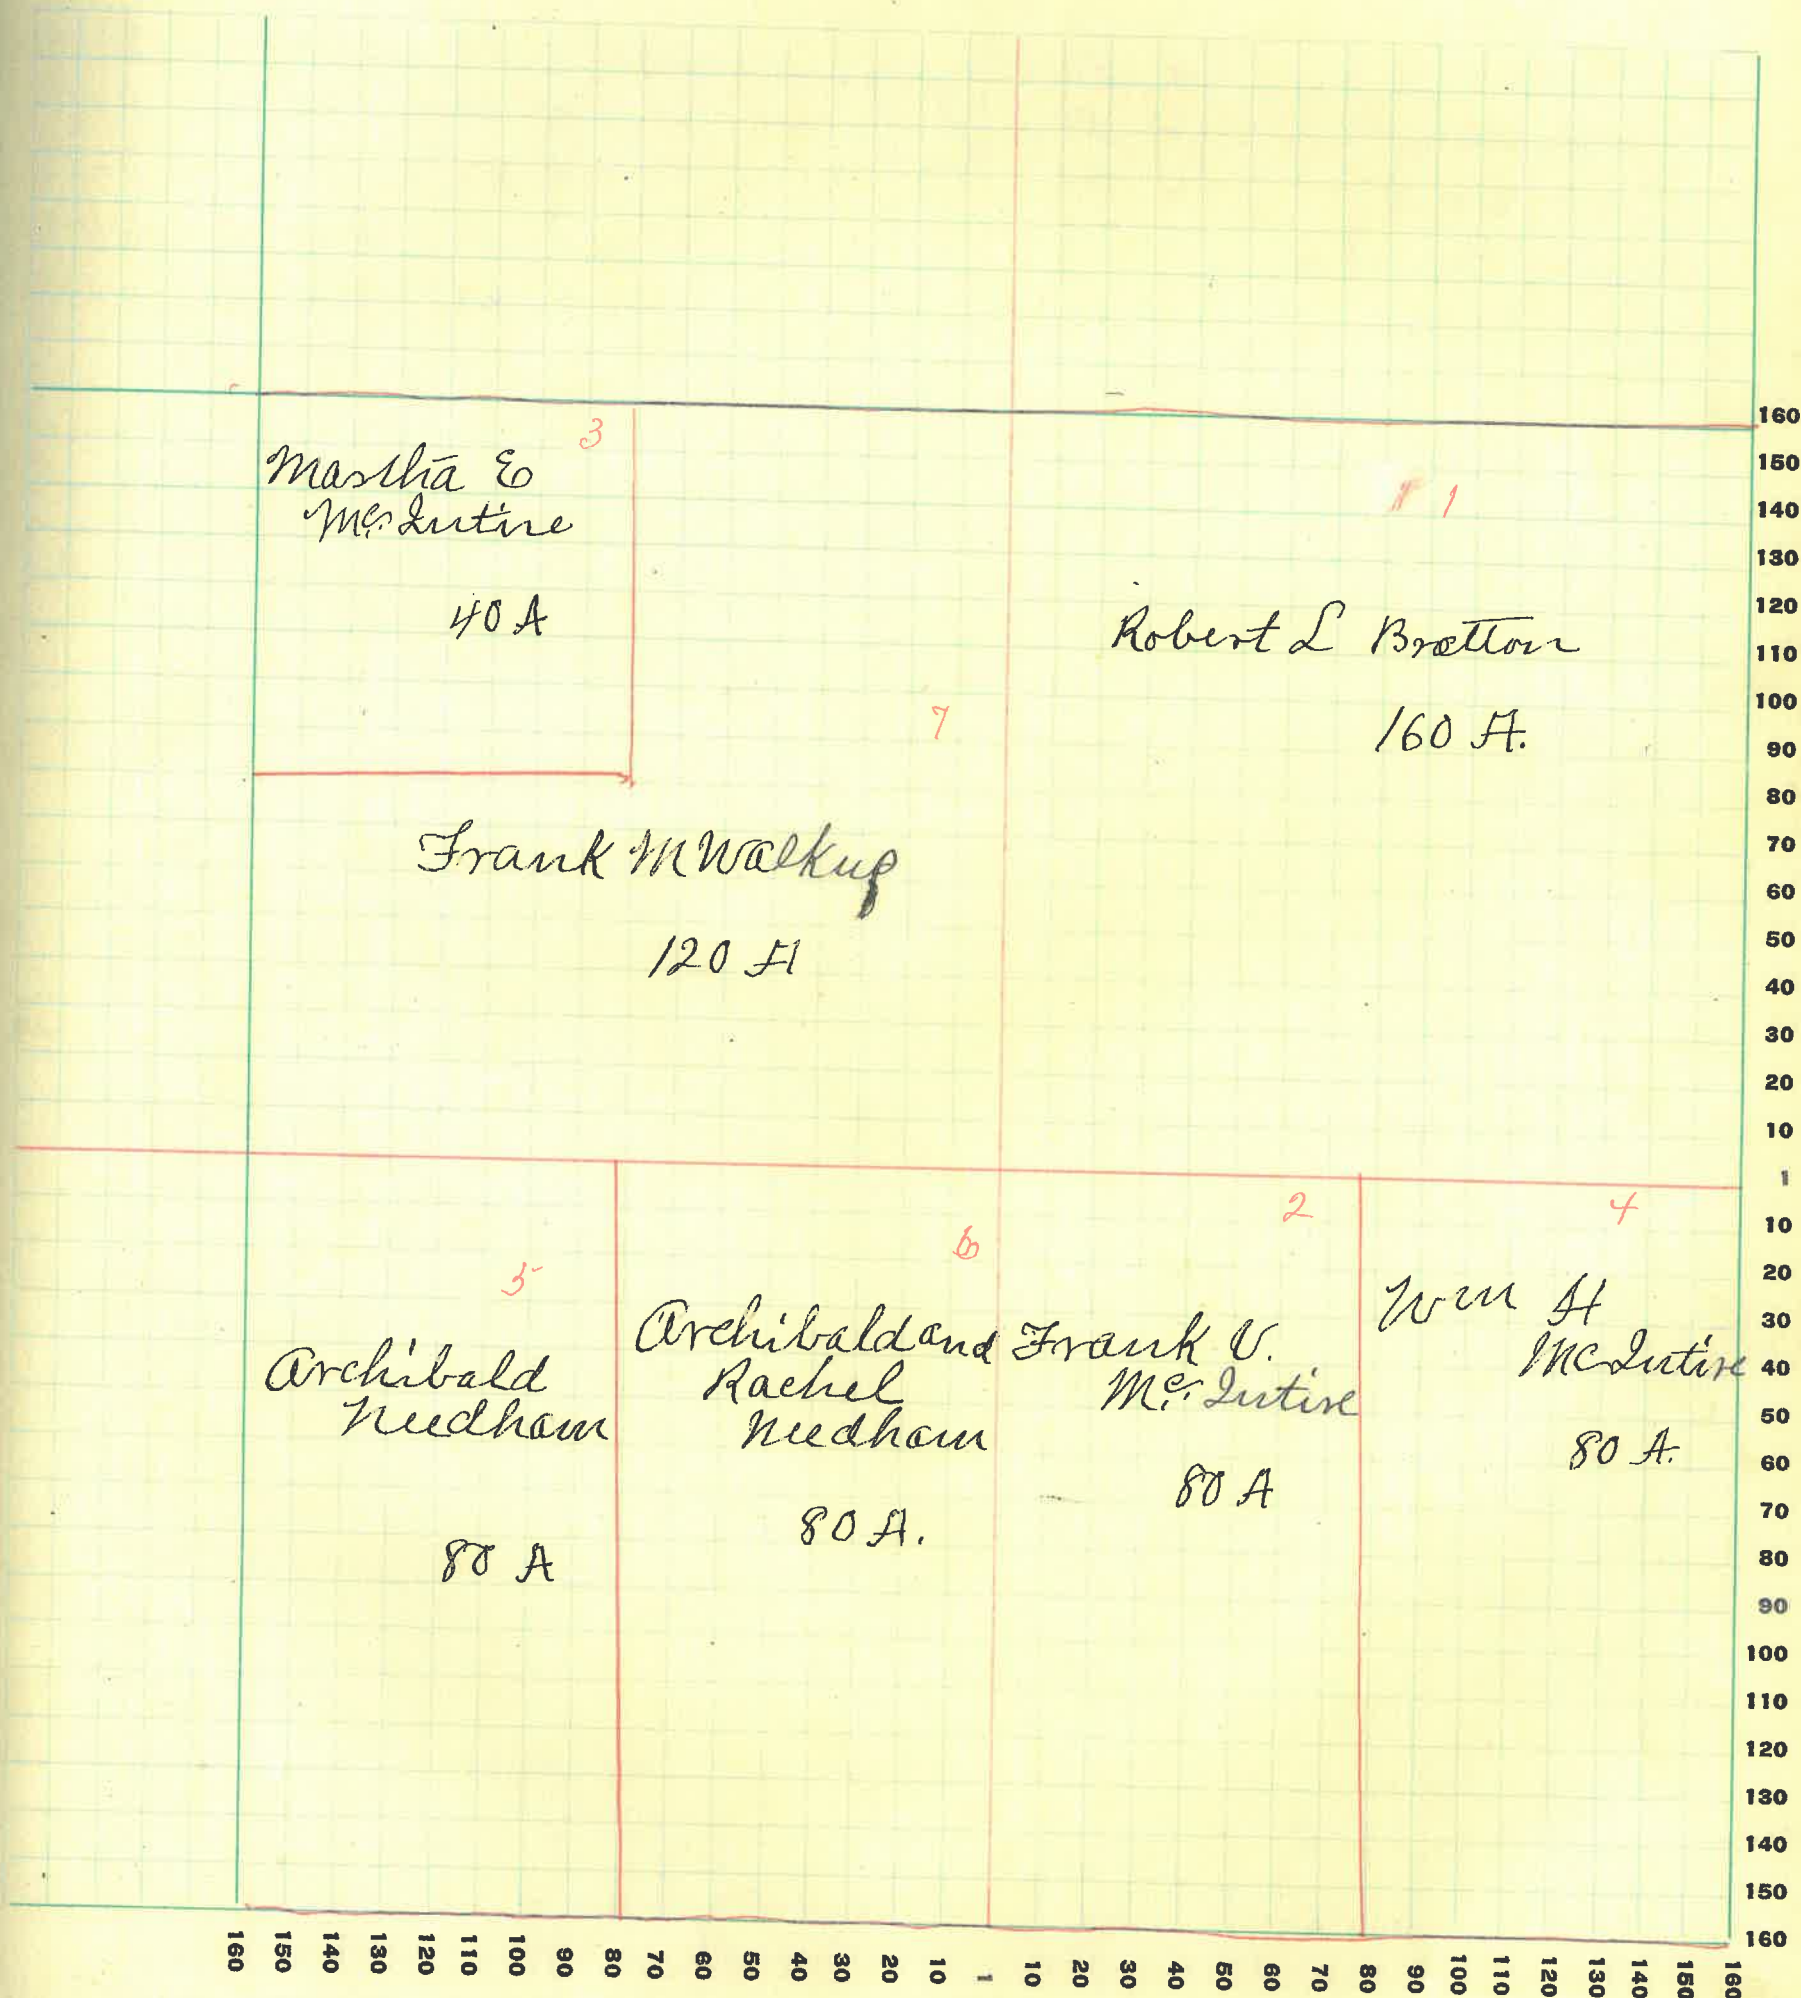 3
Martha E
Mc. Intire
40 A
1
Robert L Bratton
160 A.
7
Frank M Walkup
120 A
5
Archibald
Needham
80 A
6
Archibald and
Rachel
Needham
80 A.
2
Frank V.
Mc. Intire
80 A
4
Wm H
McIntire
80 A.
160
150
140
130
120
110
100
90
80
70
60
50
40
30
20
10
1
10
20
30
40
50
60
70
80
90
100
110
120
130
140
150
160
160 150 140 130 120 110 100 90 80 70 60 50 40 30 20 10 1 10 20 30 40 50 60 70 80 90 100 110 120 130 140 150 160